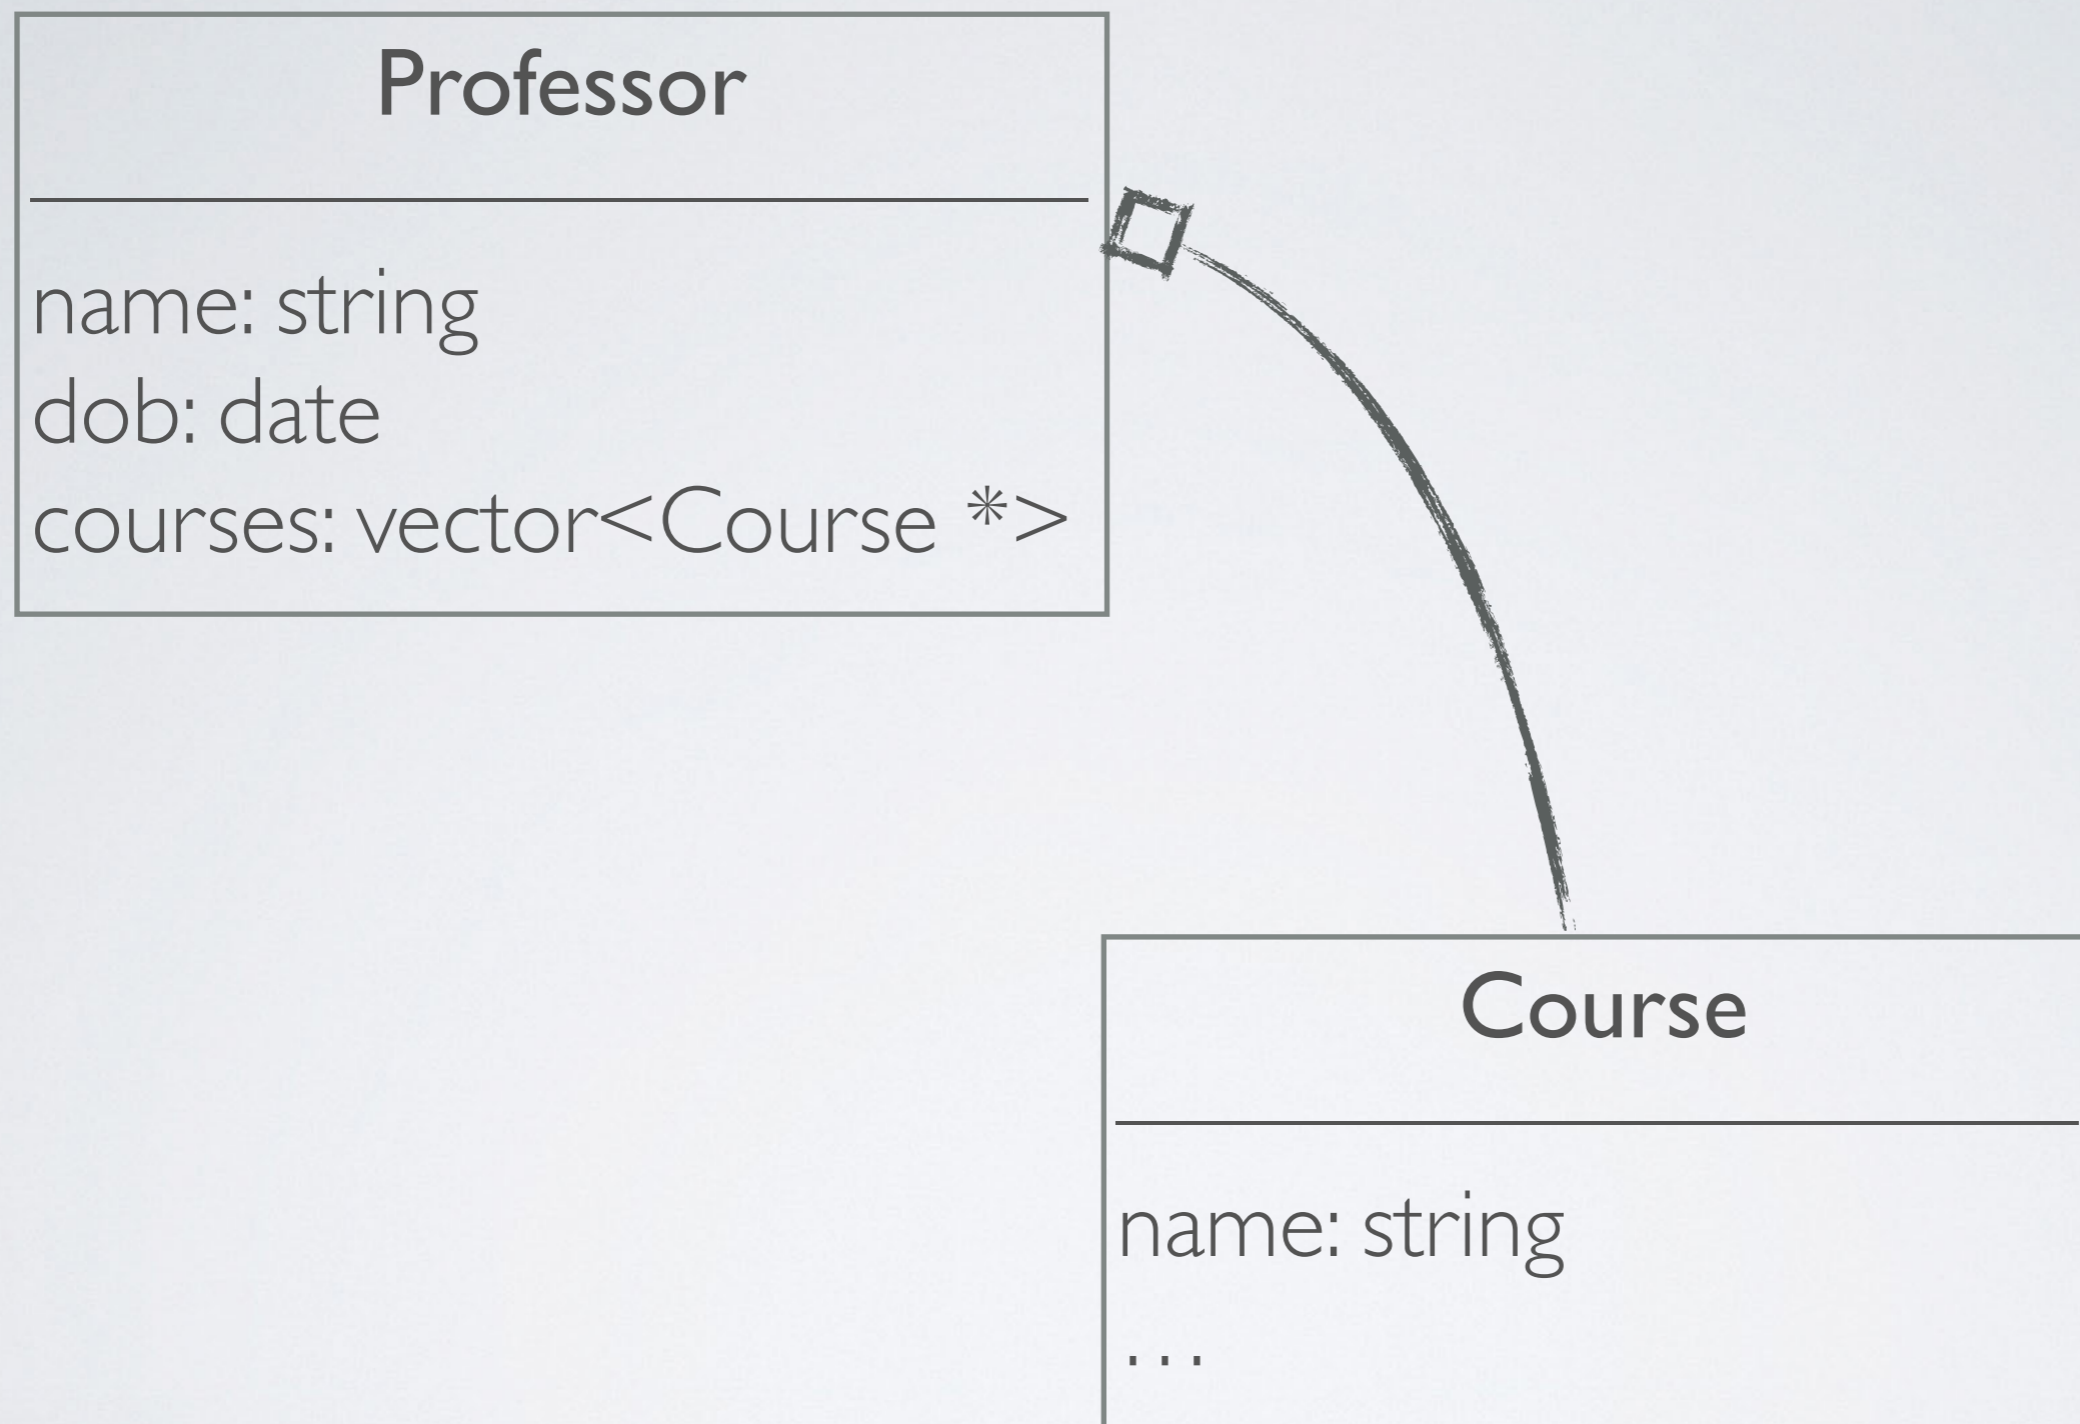 Professor
name: string
dob: date
courses: vector<Course *>
Course
name: string
...